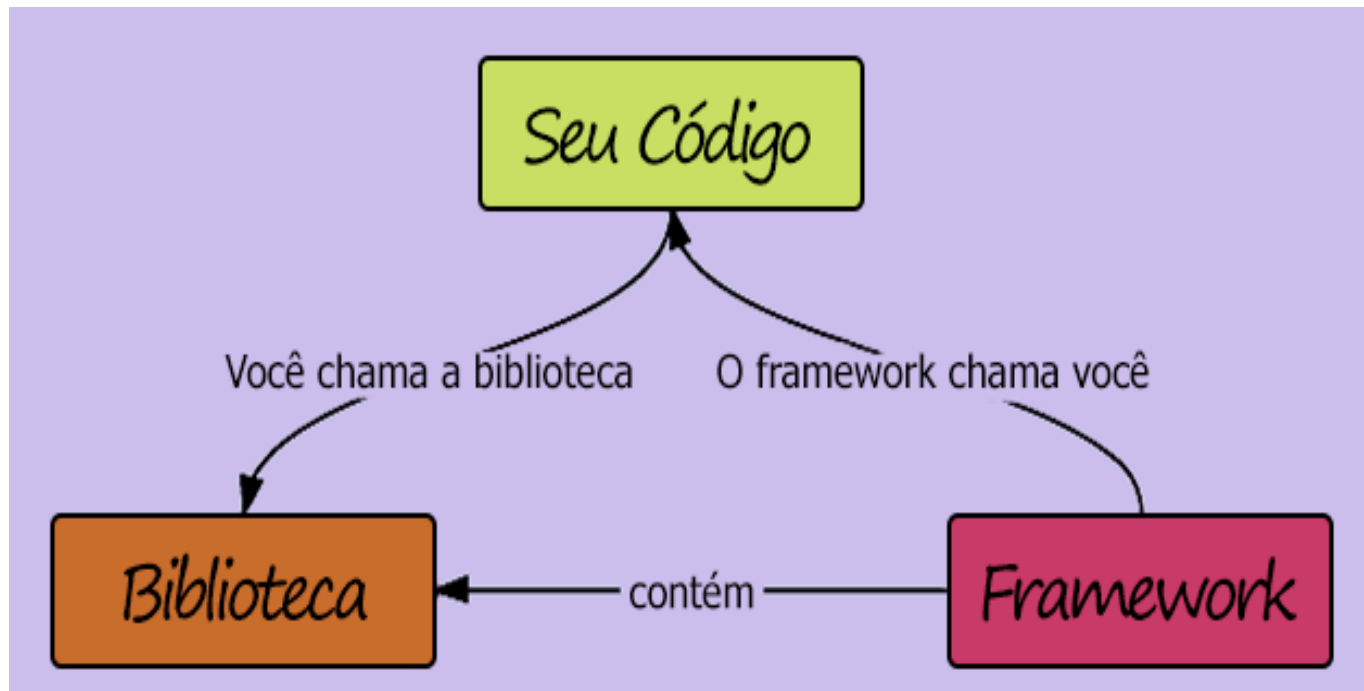 Seu Código
Você chama a biblioteca
O framework chama você
Biblioteca
contém
Framework